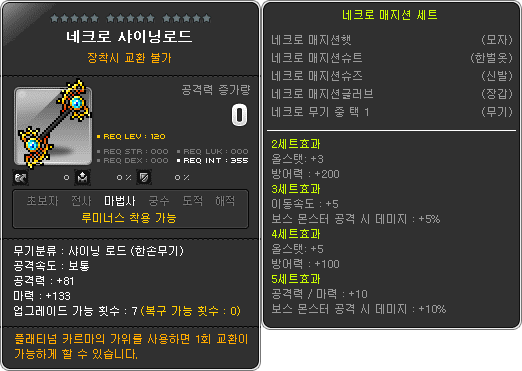 네크로 샤이닝로드
장착시 교환 불가
공격력 증가량
0
REQ LEV : 120
REQ STR : 000 REQ LUK : 000
REQ DEX : 000 REQ INT : 355
0 0 % 0 %
초보자 전사 마법사 궁수 도적 해적
루미너스 착용 가능
무기분류 : 샤이닝 로드 (한손무기)
공격속도 : 보통
공격력 : +81
마력 : +133
업그레이드 가능 횟수 : 7 (복구 가능 횟수 : 0)
플래티넘 카르마의 가위를 사용하면 1회 교환이
가능하게 할 수 있습니다.
네크로 매지션 세트
네크로 매지션햇 (모자)
네크로 매지션슈트 (한벌옷)
네크로 매지션슈즈 (신발)
네크로 매지션글러브 (장갑)
네크로 무기 중 택 1 (무기)
2세트효과
올스탯: +3
방어력 : +200
3세트효과
이동속도 : +5
보스 몬스터 공격 시 데미지 : +5%
4세트효과
올스탯: +5
방어력 : +100
5세트효과
공격력 / 마력 : +10
보스 몬스터 공격 시 데미지 : +10%